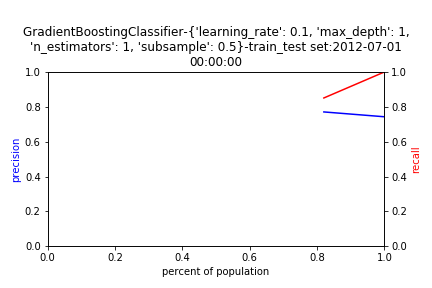 GradientBoostingClassifier-{'learning_rate': 0.1, 'max_depth': 1,
'n_estimators': 1, 'subsample': 0.5}-train_test set:2012-07-01
00:00:00
1.0
0.8
0.6
0.4
0.2
0.0
precision
0.0 0.2 0.4 0.6 0.8 1.0
percent of population
1.0
0.8
0.6
0.4
0.2
0.0
recall